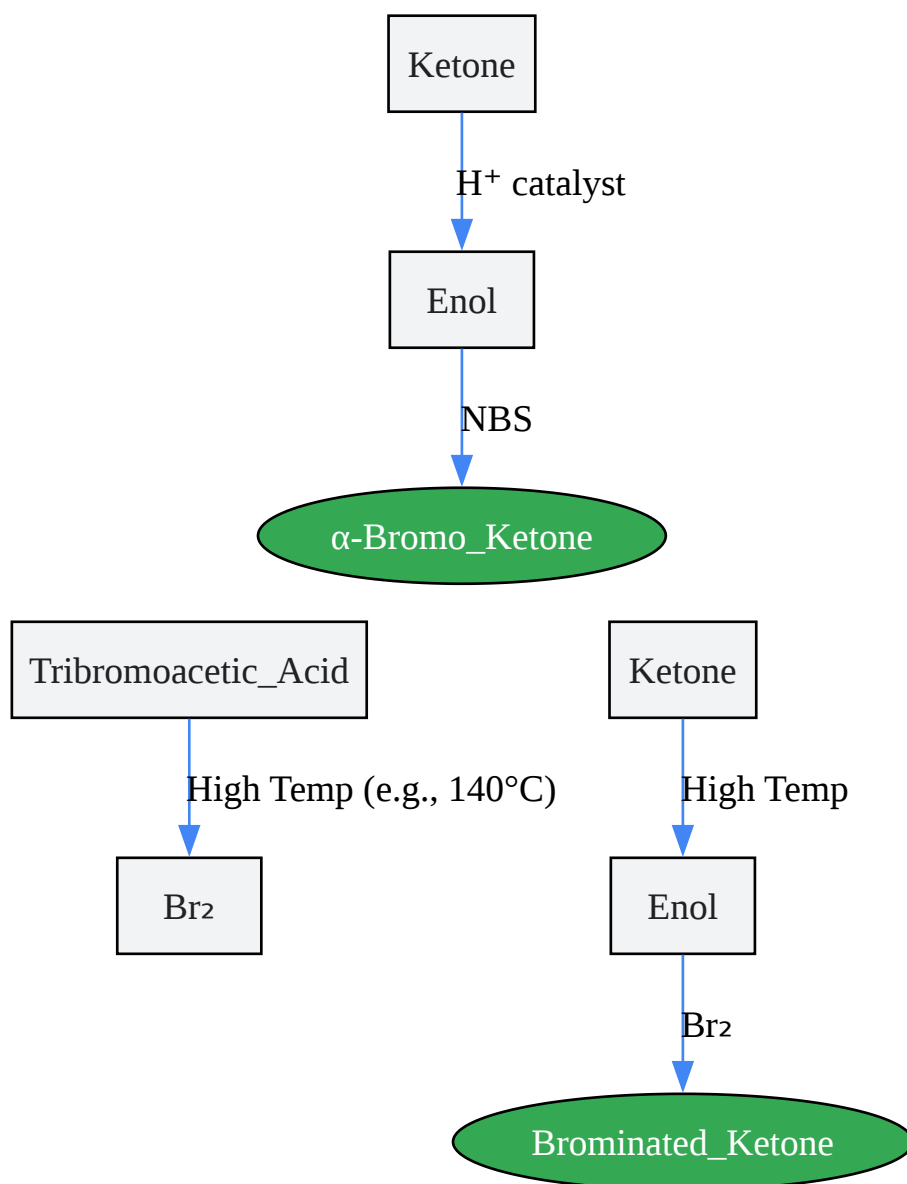 Ketone
H⁺ catalyst
Enol
NBS
α-Bromo_Ketone
Tribromoacetic_Acid
Ketone
High Temp (e.g., 140°C)
High Temp
Br₂
Enol
Br₂
Brominated_Ketone